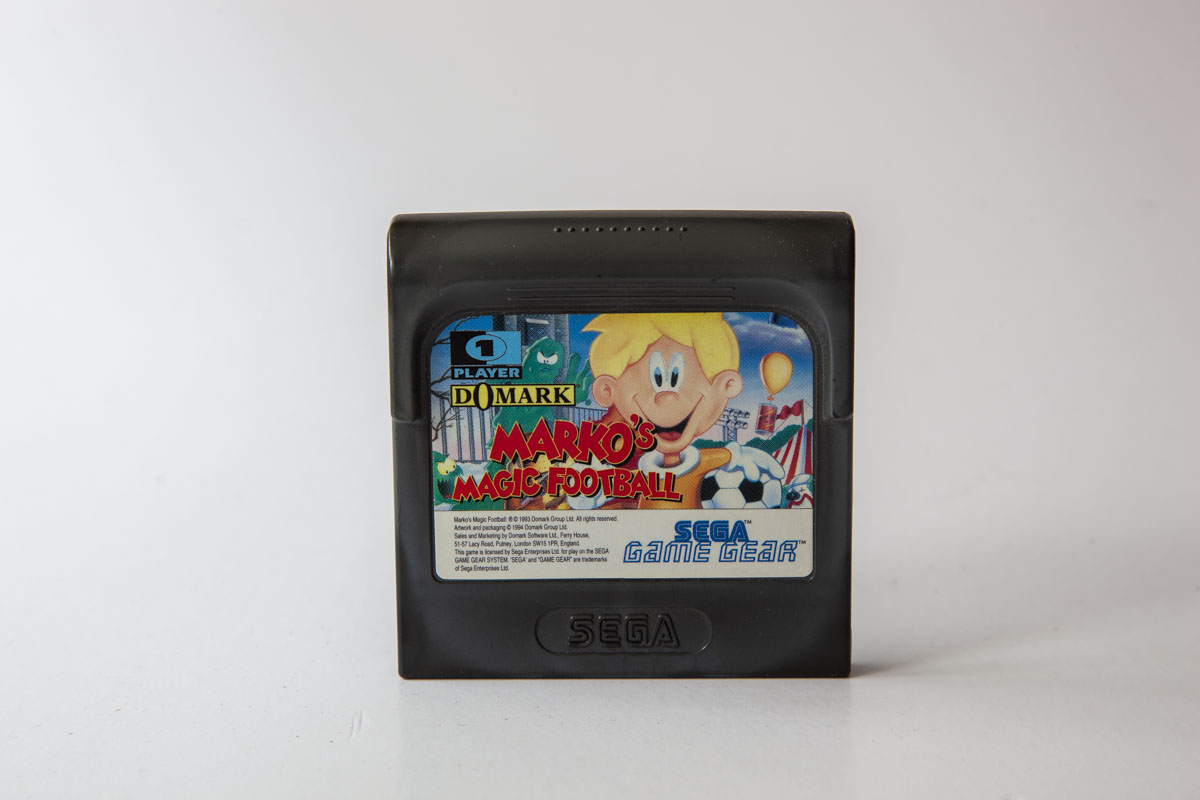 1
PLAYER
DOMARK
MARKO'S
MAGIC FOOTBALL
Marko's Magic Football: ® © 1993 Domark Group Ltd. All rights reserved.
Artwork and packaging © 1994 Domark Group Ltd.
Sales and Marketing by Domark Software Ltd., Ferry House,
51-57 Lacy Road, Putney, London SW15 1PR, England.
This game is licensed by Sega Enterprises Ltd. for play on the SEGA
GAME GEAR SYSTEM. 'SEGA' and "GAME GEAR" are trademarks
of Sega Enterprises Ltd.
SEGA™
GAME GEAR™
SEGA